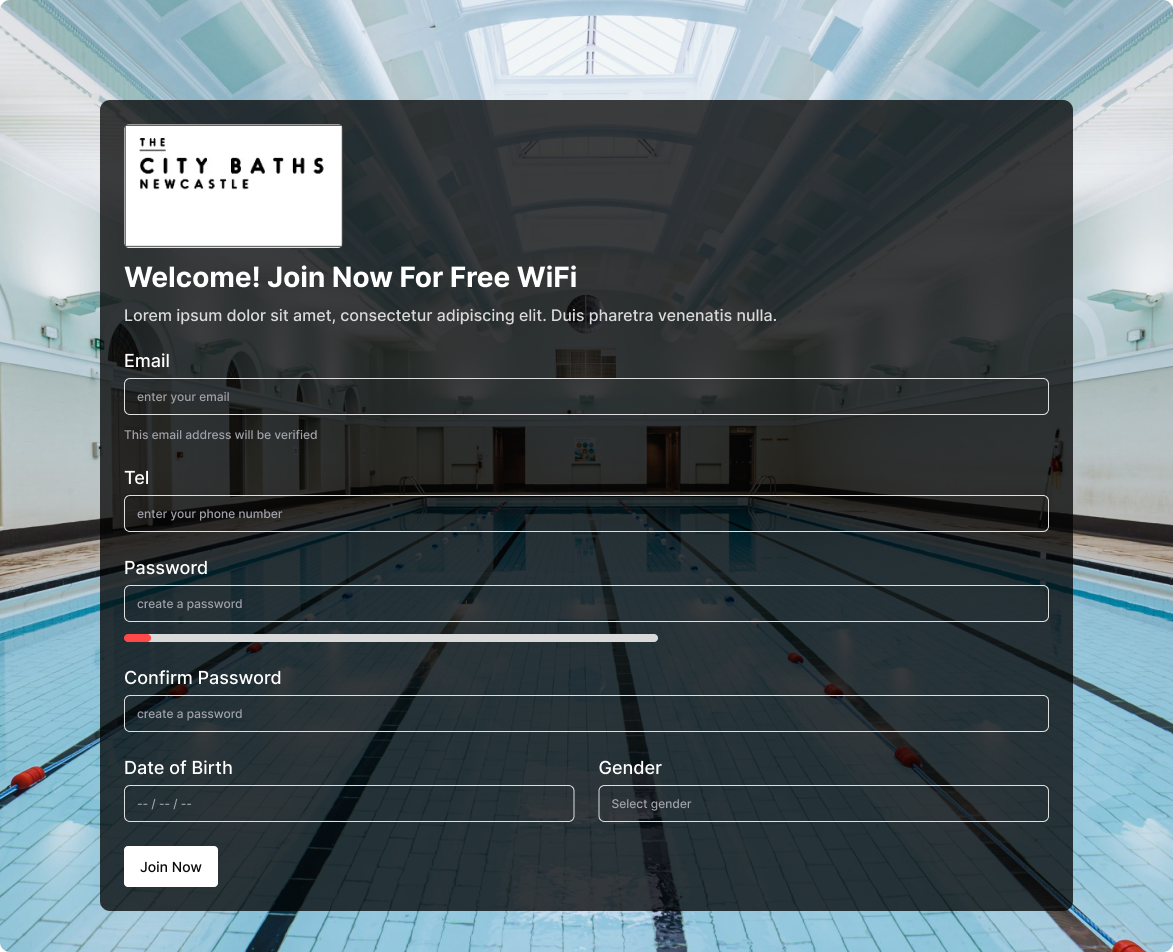 THE
CITY BATHS
NEWCASTLE
Welcome! Join Now For Free WiFi
Lorem ipsum dolor sit amet, consectetur adipiscing elit. Duis pharetra venenatis nulla.
Email
enter your email
This email address will be verified
Tel
enter your phone number
Password
create a password
Confirm Password
create a password
Date of Birth Gender
-- / -- / -- Select gender
Join Now